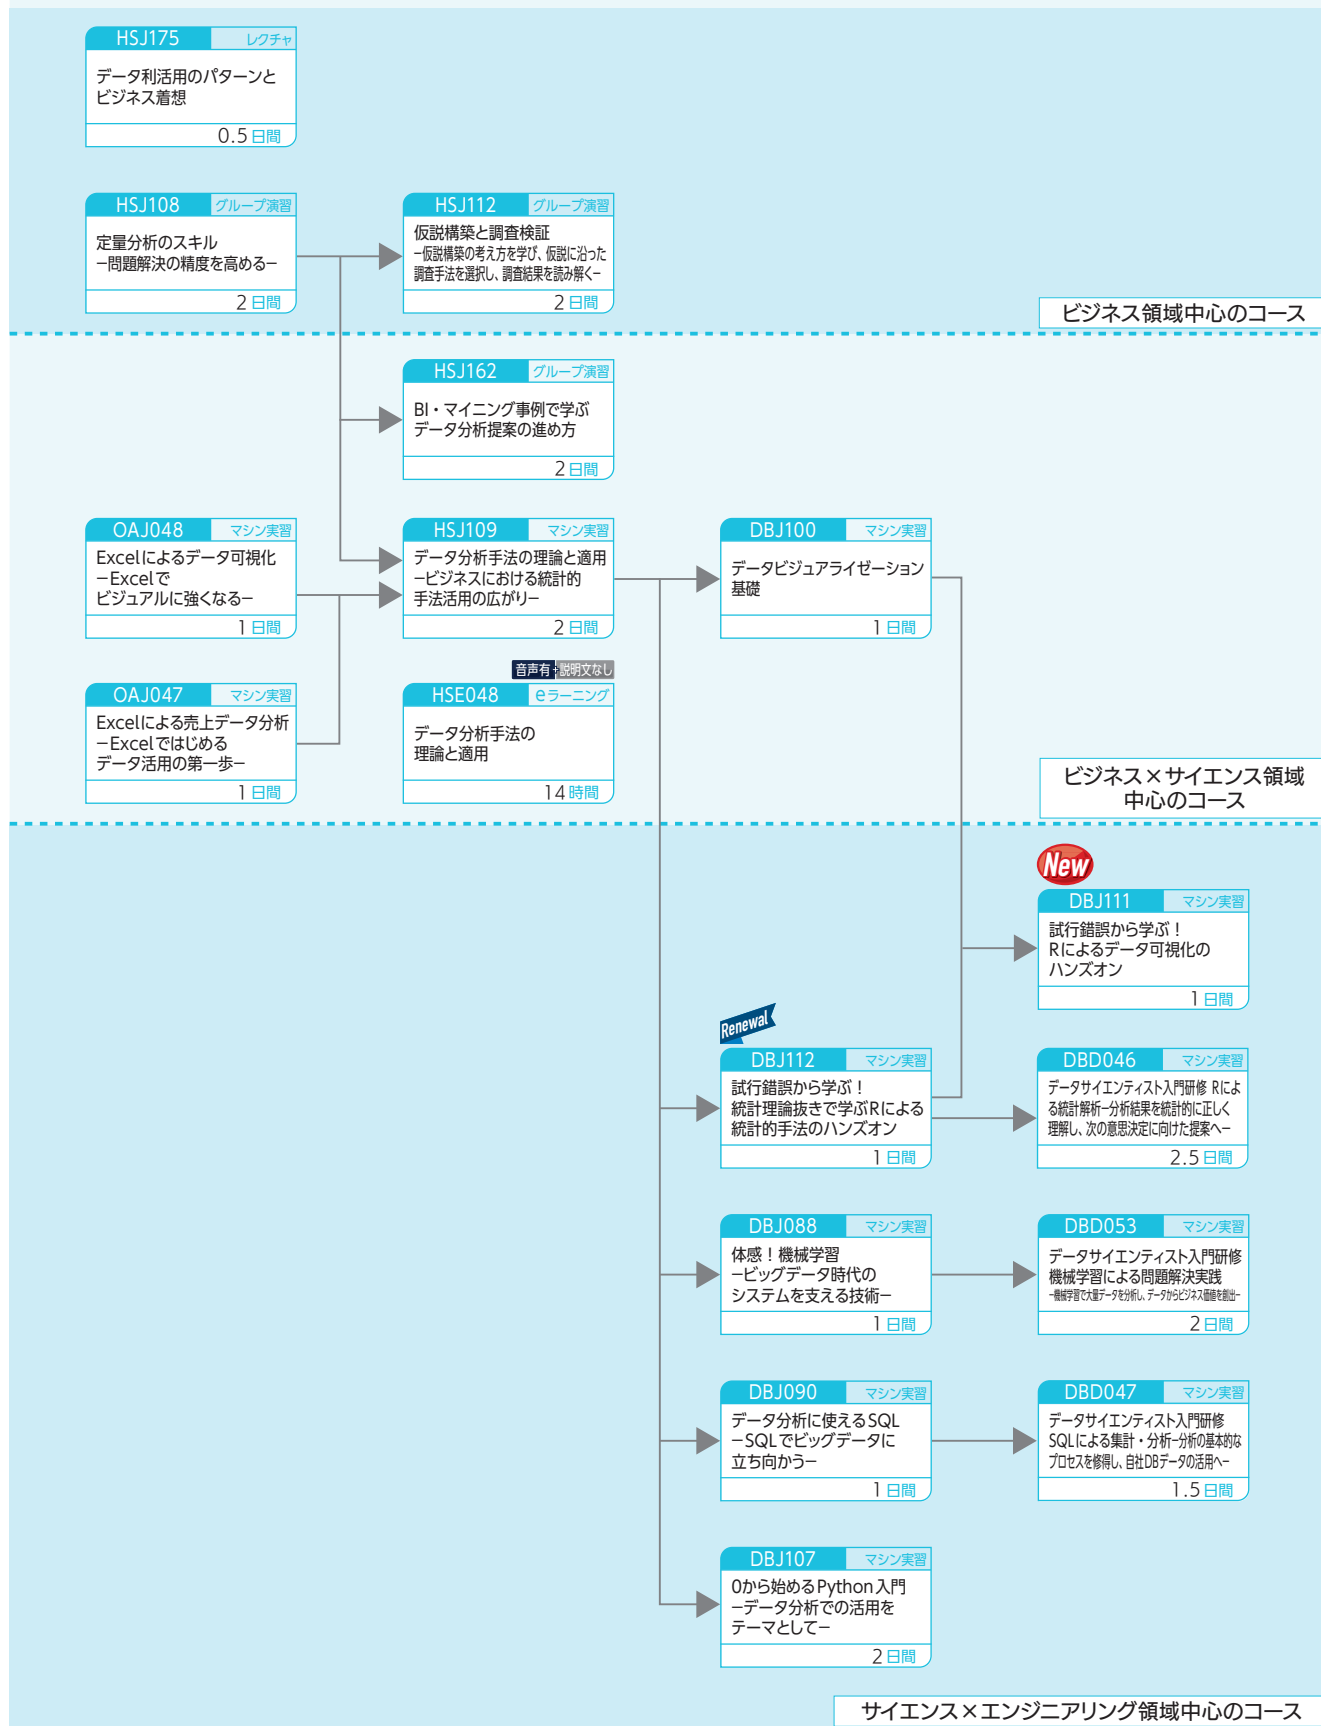 HSJ175 レクチャ
データ利活用のパターンと
ビジネス着想
0.5日間
HSJ108 グループ演習
定量分析のスキル
−問題解決の精度を高める−
2日間
HSJ112 グループ演習
仮説構築と調査検証
−仮説構築の考え方を学び、仮説に沿った
調査手法を選択し、調査結果を読み解く−
2日間
ビジネス領域中心のコース
HSJ162 グループ演習
BI・マイニング事例で学ぶ
データ分析提案の進め方
2日間
OAJ048 マシン実習
Excelによるデータ可視化
−Excelで
ビジュアルに強くなる−
1日間
HSJ109 マシン実習
データ分析手法の理論と適用
−ビジネスにおける統計的
手法活用の広がり−
2日間
DBJ100 マシン実習
データビジュアライゼーション
基礎
1日間
OAJ047 マシン実習
Excelによる売上データ分析
−Excelではじめる
データ活用の第一歩−
1日間
音声有+説明文なし
HSE048 eラーニング
データ分析手法の
理論と適用
14時間
ビジネス×サイエンス領域
中心のコース
New
DBJ111 マシン実習
試行錯誤から学ぶ！
Rによるデータ可視化の
ハンズオン
1日間
Renewal
DBJ112 マシン実習
試行錯誤から学ぶ！
統計理論抜きで学ぶRによる
統計的手法のハンズオン
1日間
DBD046 マシン実習
データサイエンティスト入門研修 Rによ
る統計解析−分析結果を統計的に正しく
理解し、次の意思決定に向けた提案へ−
2.5日間
DBJ088 マシン実習
体感！機械学習
−ビッグデータ時代の
システムを支える技術−
1日間
DBD053 マシン実習
データサイエンティスト入門研修
機械学習による問題解決実践
−機械学習で大量データを分析し、データからビジネス価値を創出−
2日間
DBJ090 マシン実習
データ分析に使えるSQL
−SQLでビッグデータに
立ち向かう−
1日間
DBD047 マシン実習
データサイエンティスト入門研修
SQLによる集計・分析−分析の基本的な
プロセスを修得し、自社DBデータの活用へ−
1.5日間
DBJ107 マシン実習
0から始めるPython入門
−データ分析での活用を
テーマとして−
2日間
サイエンス×エンジニアリング領域中心のコース